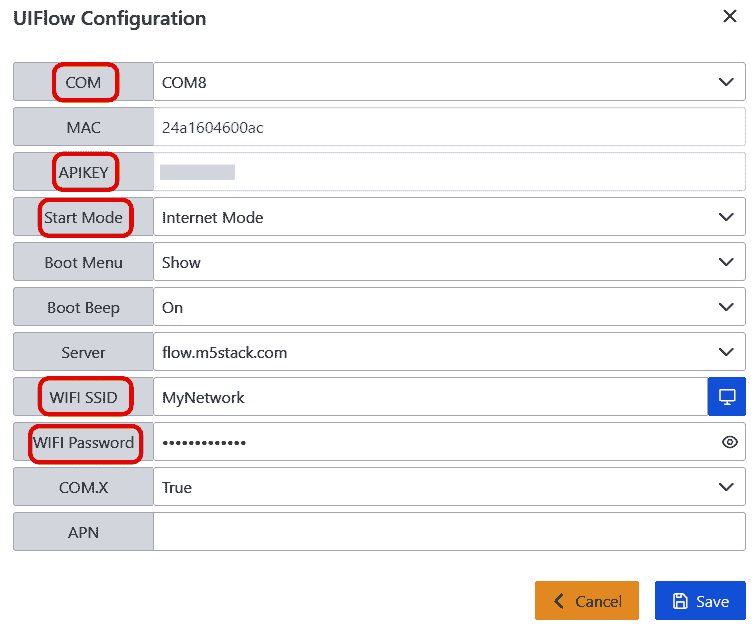 UIFlow Configuration
COM COM8
MAC 24a1604600ac
APIKEY
Start Mode Internet Mode
Boot Menu Show
Boot Beep On
Server flow.m5stack.com
WIFI SSID MyNetwork
WIFI Password •••••••••••••
COM.X True
APN
Cancel Save